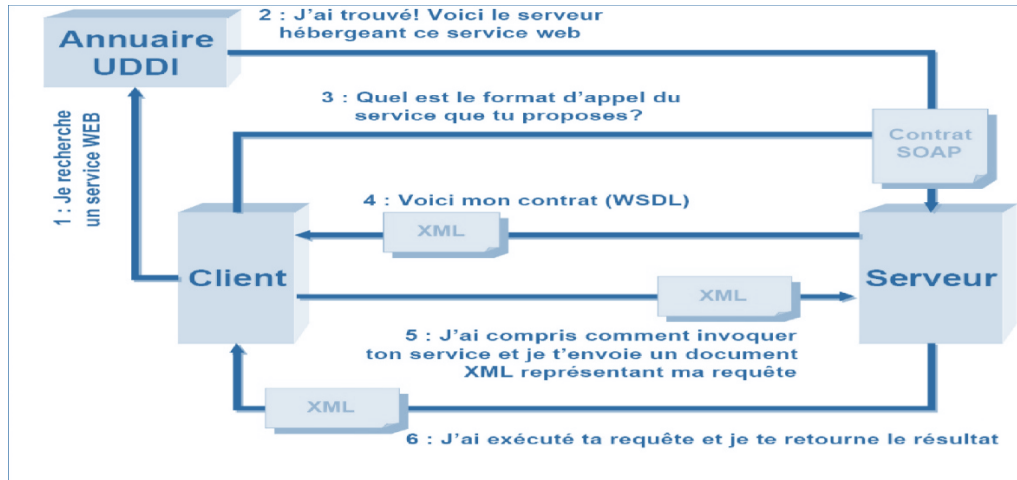 2 : J'ai trouvé! Voici le serveur
hébergeant ce service web
Annuaire
UDDI
3 : Quel est le format d'appel du
service que tu proposes?
1 : Je recherche
un service WEB
Contrat
SOAP
4 : Voici mon contrat (WSDL)
XML
Client
Serveur
XML
5 : J'ai compris comment invoquer
ton service et je t'envoie un document
XML représentant ma requête
XML
6 : J'ai exécuté ta requête et je te retourne le résultat